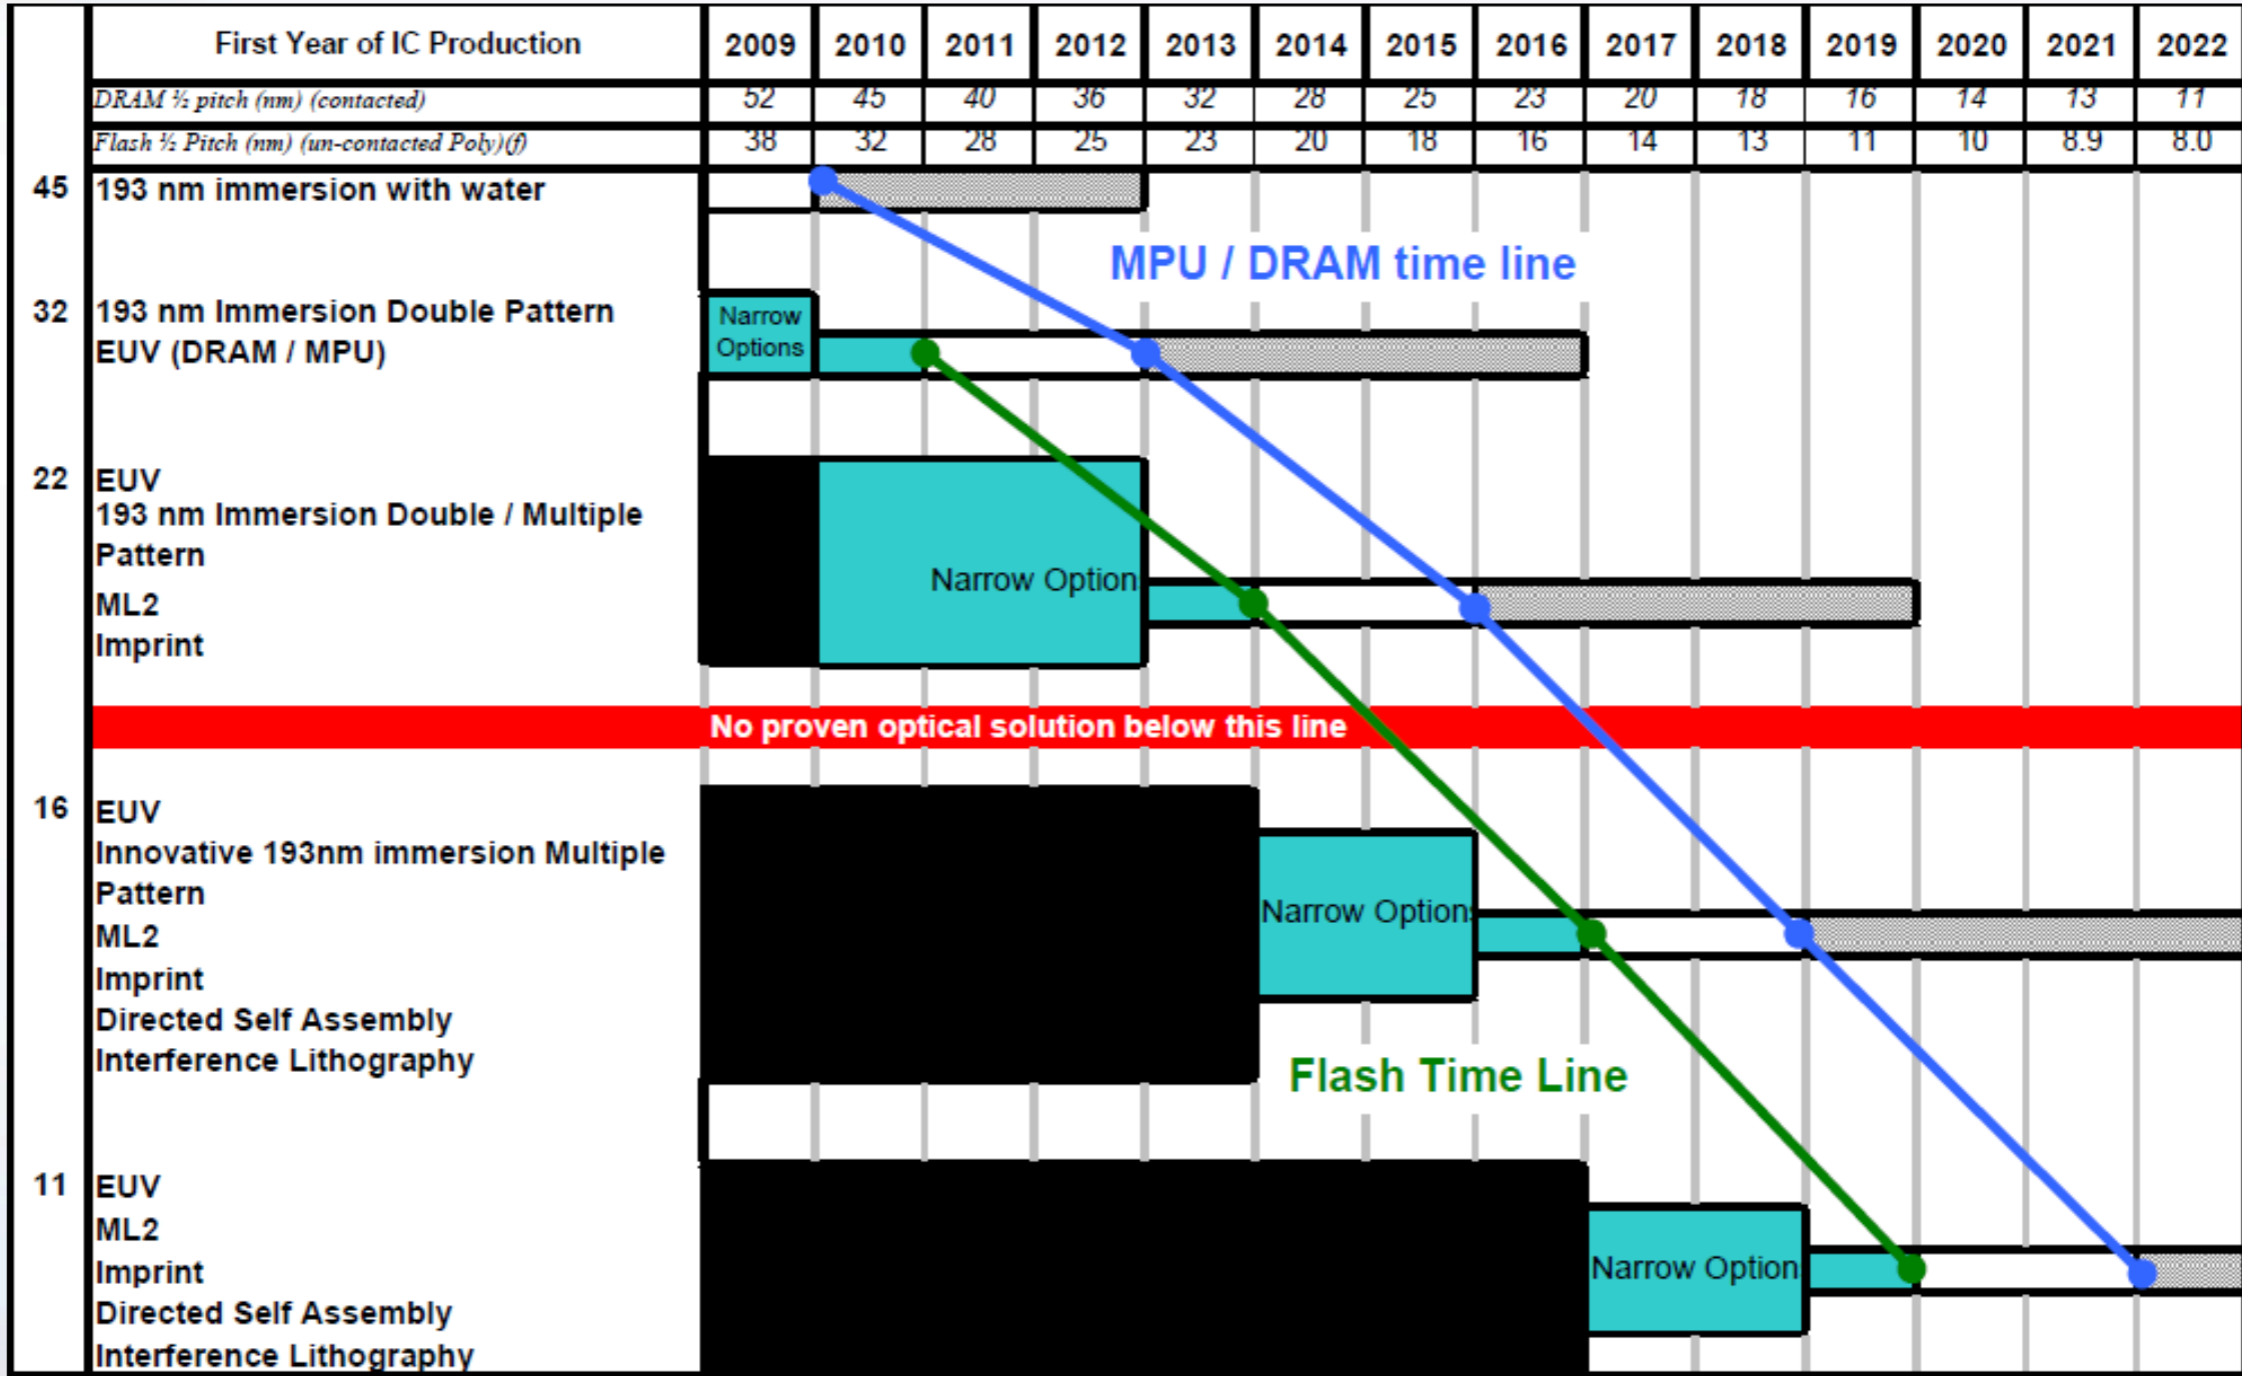 First Year of IC Production 2009 2010 2011 2012 2013 2014 2015 2016 2017 2018 2019 2020 2021 2022
DRAM ½ pitch (nm) (contacted) 52 45 40 36 32 28 25 23 20 18 16 14 13 11
Flash ½ Pitch (nm) (un-contacted Poly)(f) 38 32 28 25 23 20 18 16 14 13 11 10 8.9 8.0
45 193 nm immersion with water
MPU / DRAM time line
32 193 nm Immersion Double Pattern
EUV (DRAM / MPU)
Narrow
Options
22 EUV
193 nm Immersion Double / Multiple
Pattern
ML2
Imprint
Narrow Option
No proven optical solution below this line
16 EUV
Innovative 193nm immersion Multiple
Pattern
ML2
Imprint
Directed Self Assembly
Interference Lithography
Narrow Options
Flash Time Line
11 EUV
ML2
Imprint
Directed Self Assembly
Interference Lithography
Narrow Option